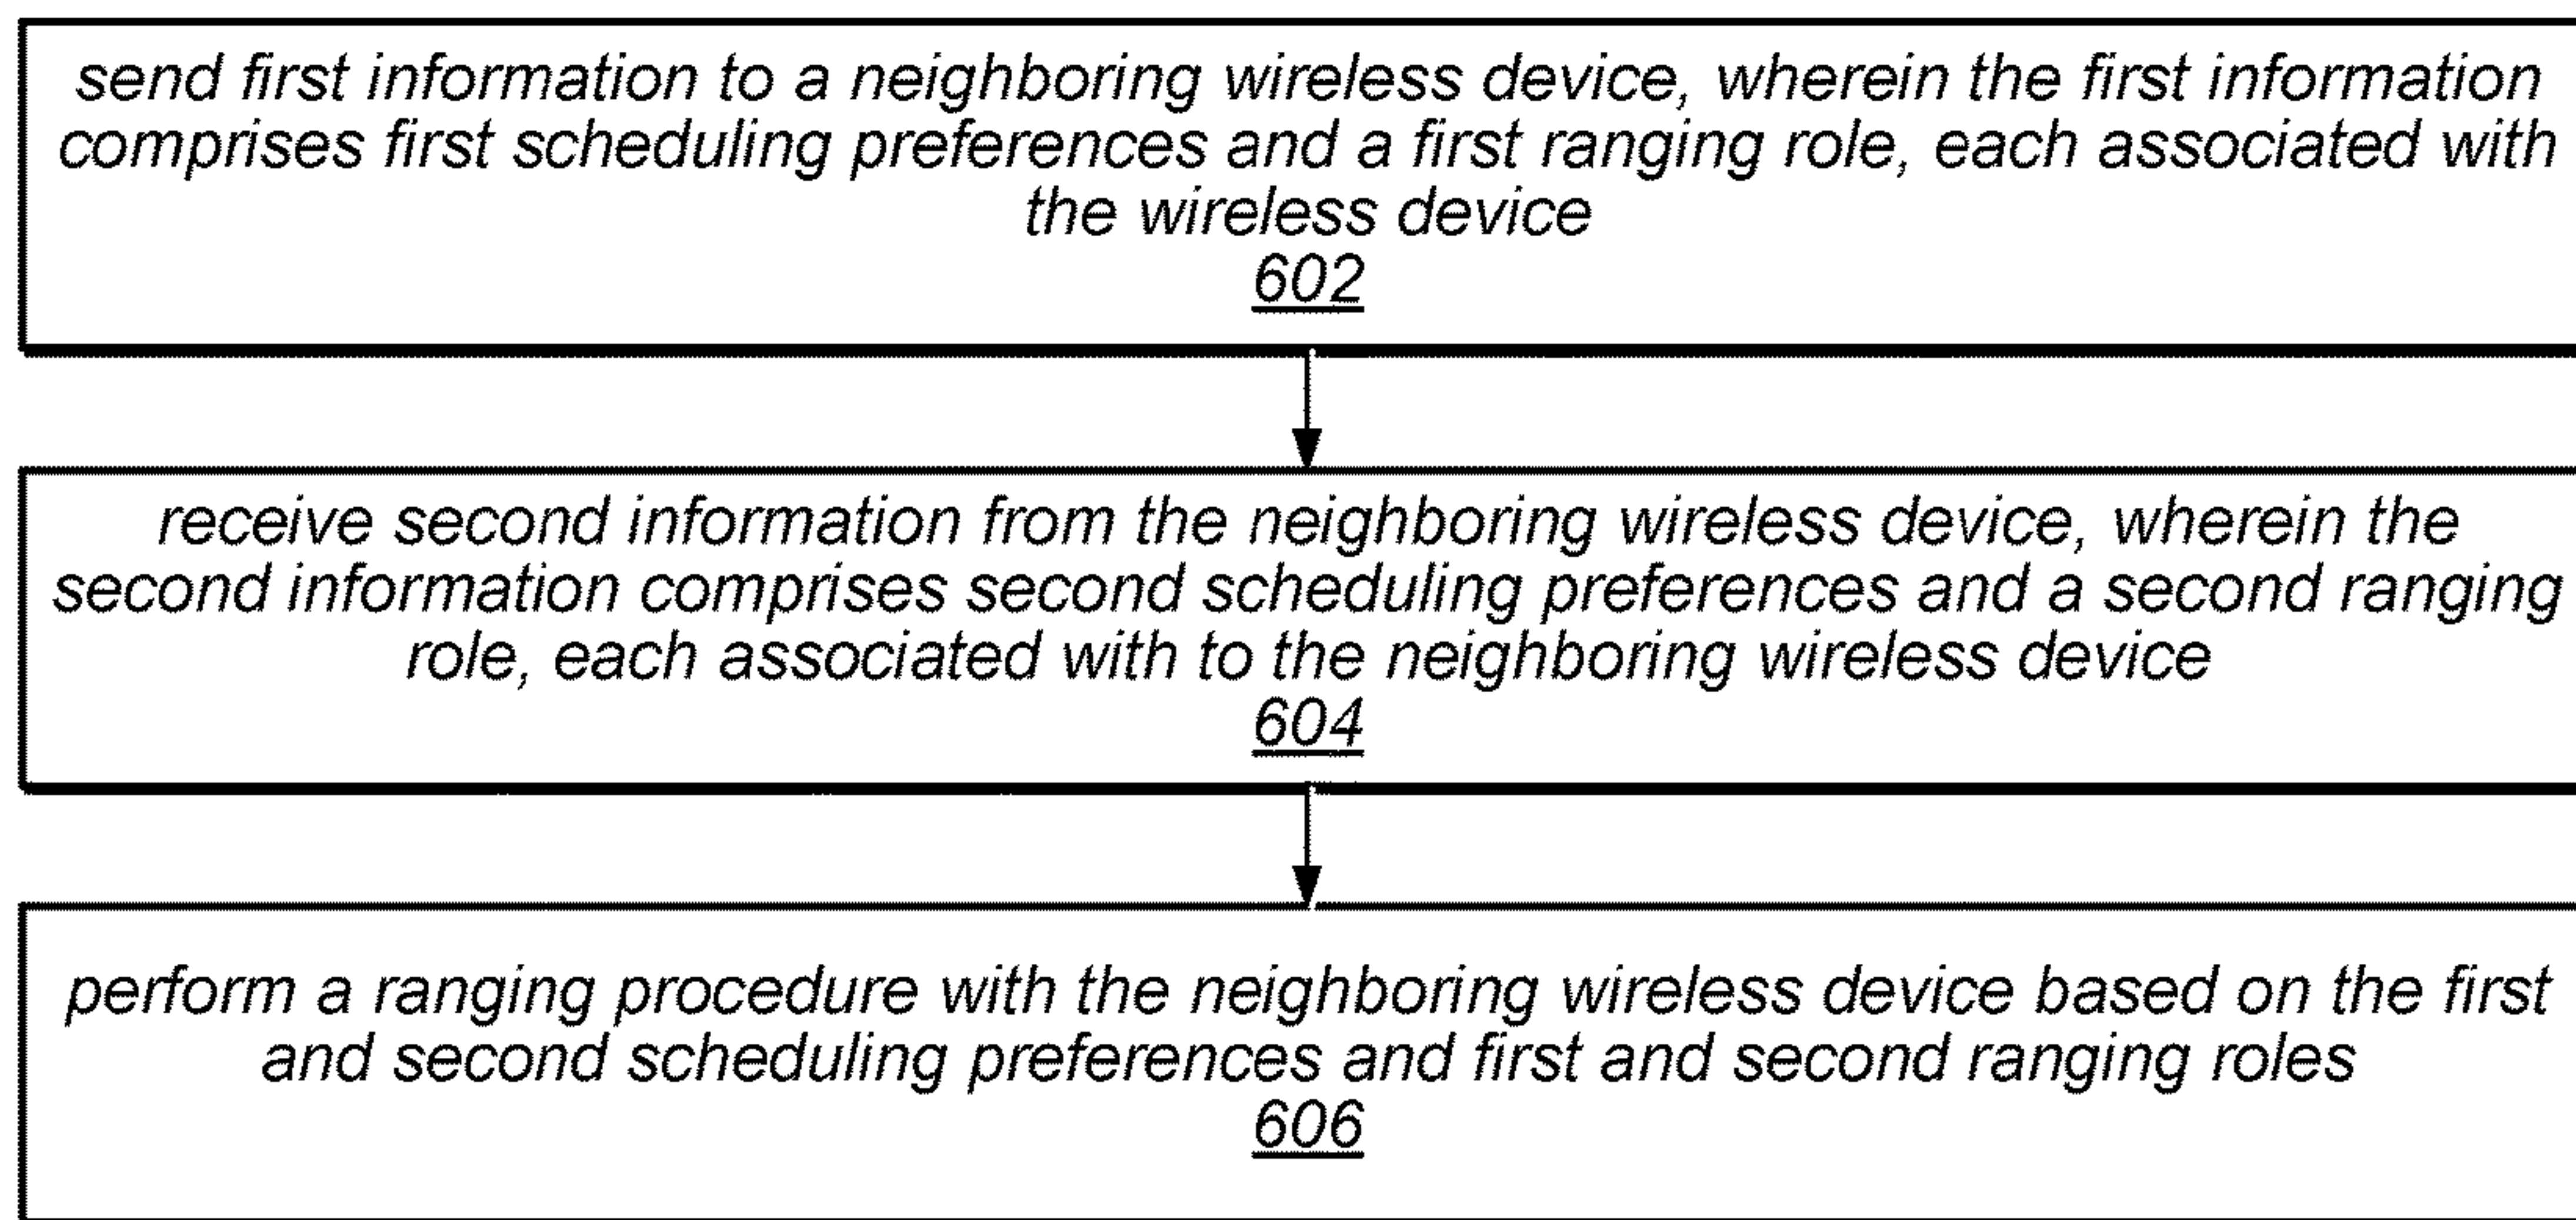 send first information to a neighboring wireless device, wherein the first information
comprises first scheduling preferences and a first ranging role, each associated with
the wireless device
602
receive second information from the neighboring wireless device, wherein the
second information comprises second scheduling preferences and a second ranging
role, each associated with to the neighboring wireless device
604
perform a ranging procedure with the neighboring wireless device based on the first
and second scheduling preferences and first and second ranging roles
606